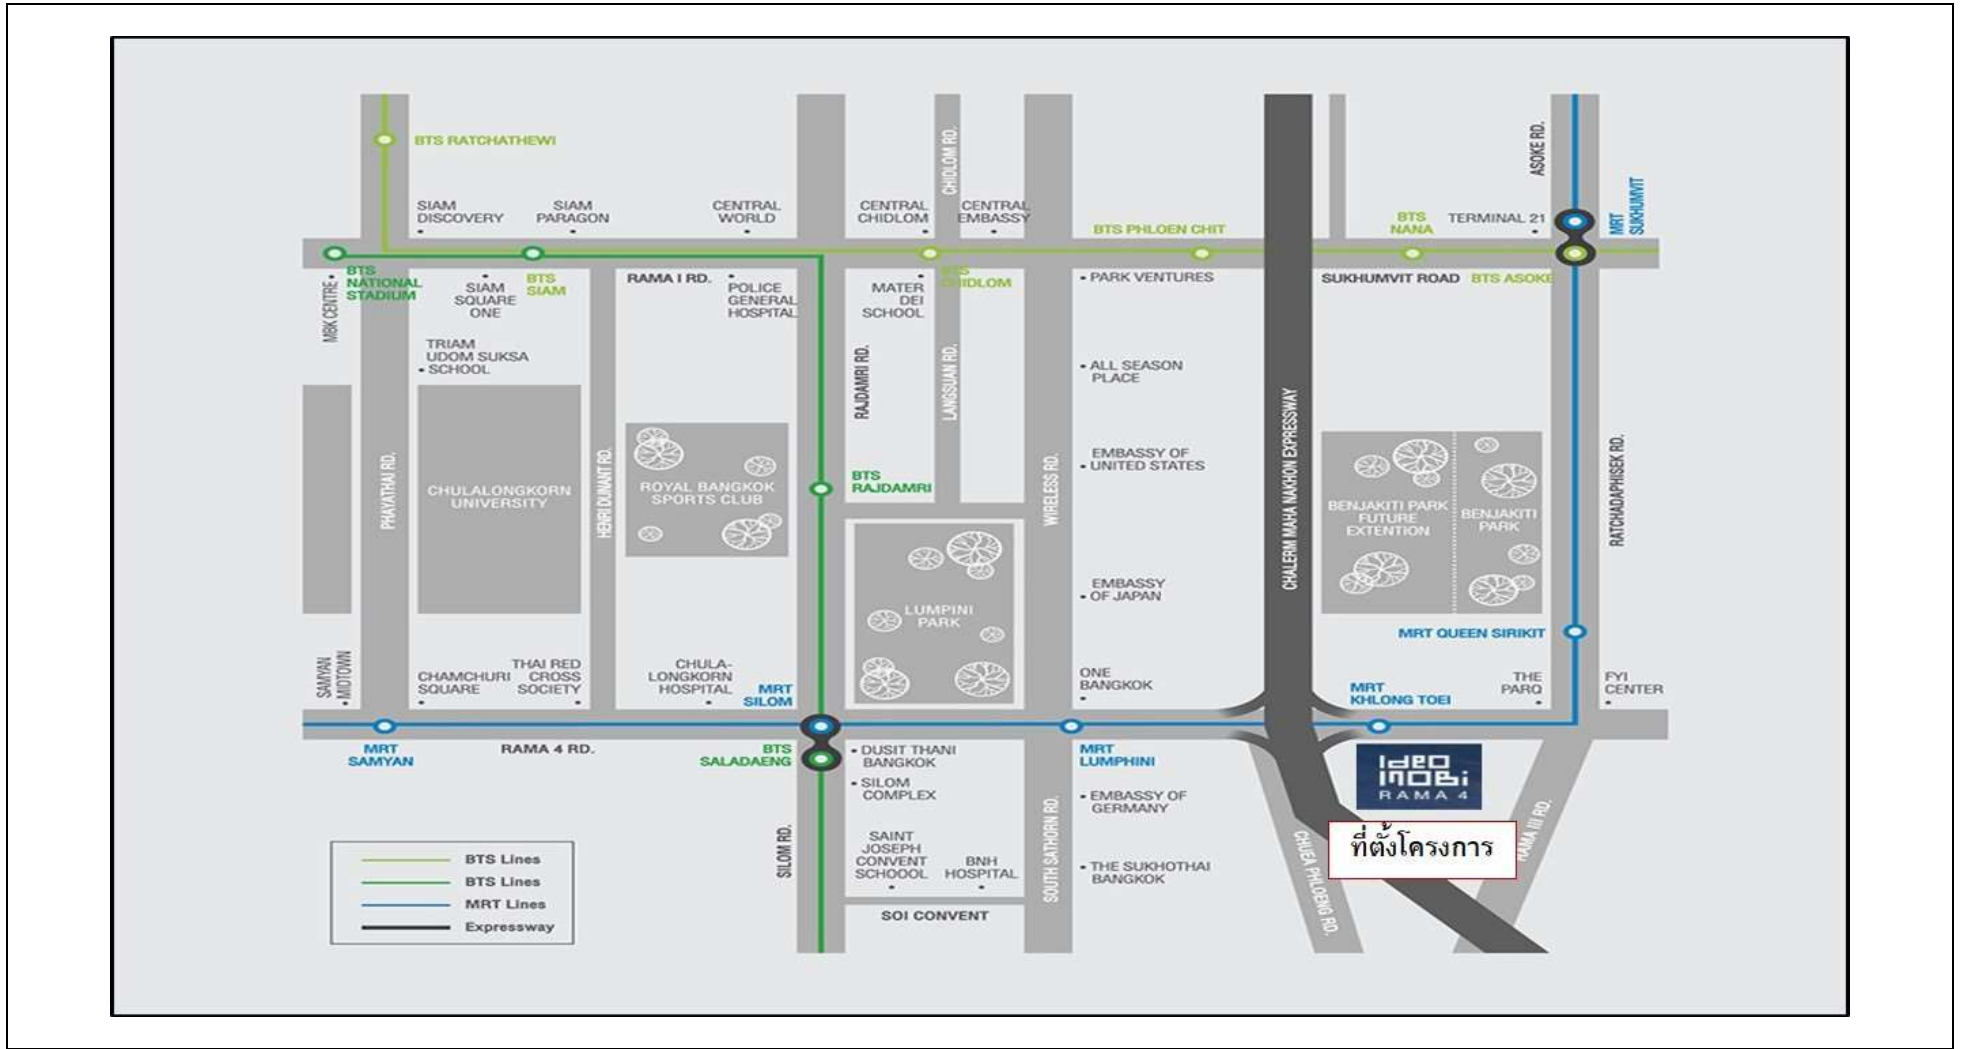 BTS RATCHATHEWI
CHIDLOM RD.
ASOKE RD.
SIAM
DISCOVERY
SIAM
PARAGON
CENTRAL
WORLD
CENTRAL
CHIDLOM
CENTRAL
EMBASSY
BTS PHLOEN CHIT
BTS
NANA
TERMINAL 21
MRT
SUKHUMVIT
MBK CENTRE
BTS
NATIONAL
STADIUM
SIAM
SQUARE
ONE
BTS
SIAM
RAMA I RD.
POLICE
GENERAL
HOSPITAL
MATER
DEI
SCHOOL
BTS
CHIDLOM
PARK VENTURES
SUKHUMVIT ROAD
BTS ASOKE
TRIAM
UDOM SUKSA
SCHOOL
RAJDAMRI RD.
LANGSUAN RD.
ALL SEASON
PLACE
CHALERM MAHA NAKHON EXPRESSWAY
PHAYATHAI RD.
CHULALONGKORN
UNIVERSITY
HENRI DUNANT RD.
ROYAL BANGKOK
SPORTS CLUB
BTS
RAJDAMRI
WIRELESS RD.
EMBASSY OF
UNITED STATES
BENJAKITI PARK
FUTURE
EXTENTION
BENJAKITI
PARK
RATCHADAPHISEK RD.
LUMPINI
PARK
EMBASSY
OF JAPAN
MRT QUEEN SIRIKIT
SAMYAN
MIDTOWN
CHAMCHURI
SQUARE
THAI RED
CROSS
SOCIETY
CHULA-
LONGKORN
HOSPITAL
MRT
SILOM
ONE
BANGKOK
MRT
KHLONG TOEI
THE
PARQ
FYI
CENTER
MRT
SAMYAN
RAMA 4 RD.
BTS
SALADAENG
DUSIT THANI
BANGKOK
SILOM
COMPLEX
MRT
LUMPHINI
EMBASSY OF
GERMANY
Ideo
mobi
RAMA 4
ที่ตั้งโครงการ
RAMA III RD.
CHUEA PHLOENG RD.
SILOM RD.
SAINT
JOSEPH
CONVENT
SCHOOOL
BNH
HOSPITAL
SOUTH SATHORN RD.
THE SUKHOTHAI
BANGKOK
SOI CONVENT
BTS Lines
BTS Lines
MRT Lines
Expressway